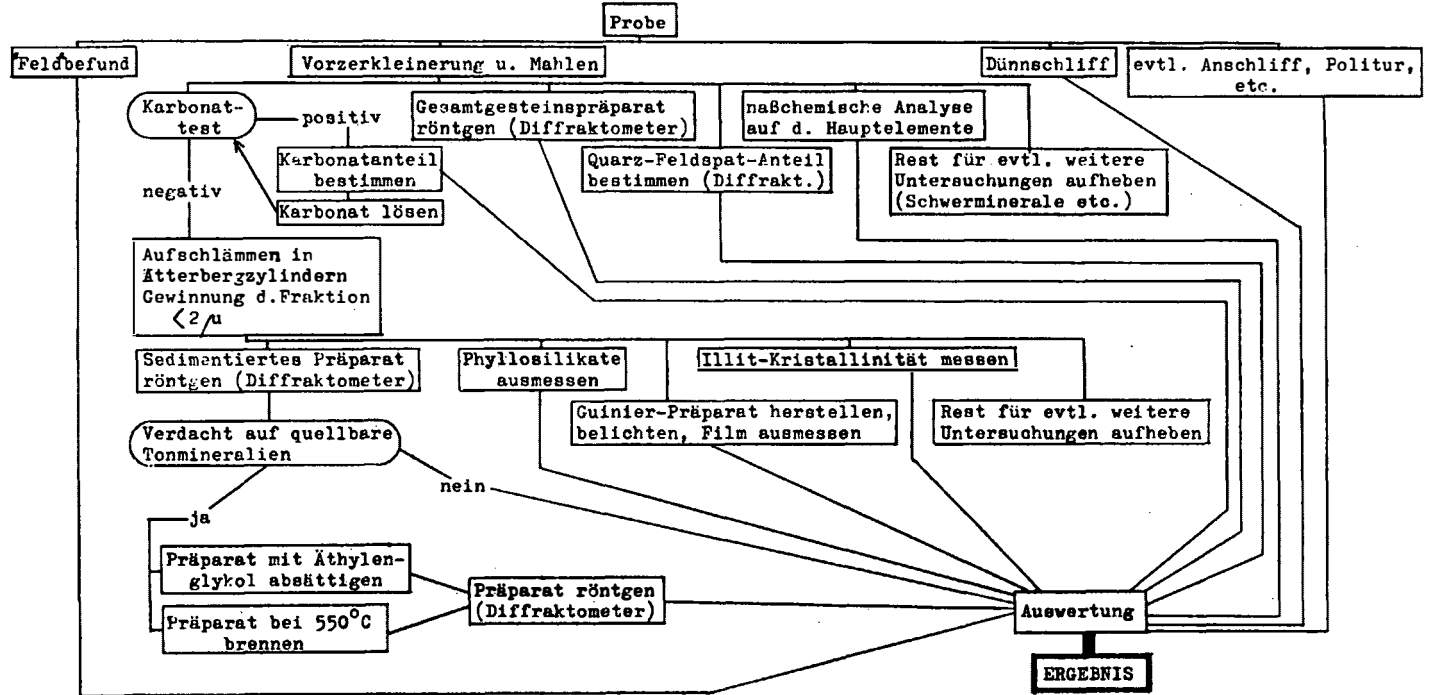 Probe
Feldbefund
Vorzerkleinerung u. Mahlen
Dünnschliff
evtl. Anschliff, Politur,
etc.
Karbonat-
test
positiv
Gesamtgesteinspräparat
röntgen (Diffraktometer)
naßchemische Analyse
auf d. Hauptelemente
Karbonatanteil
bestimmen
Quarz-Feldspat-Anteil
bestimmen (Diffrakt.)
Rest für evtl. weitere
Untersuchungen aufheben
(Schwerminerale etc.)
negativ
Karbonat lösen
Aufschlämmen in
Atterbergzylindern
Gewinnung d.Fraktion
<2 µ
Sedimentiertes Präparat
röntgen (Diffraktometer)
Phyllosilikate
ausmessen
Illit-Kristallinität messen
Guinier-Präparat herstellen,
belichten, Film ausmessen
Rest für evtl. weitere
Untersuchungen aufheben
Verdacht auf quellbare
Tonmineralien
nein
ja
Präparat mit Äthylen-
glykol absättigen
Präparat röntgen
(Diffraktometer)
Präparat bei 550°C
brennen
Auswertung
ERGEBNIS